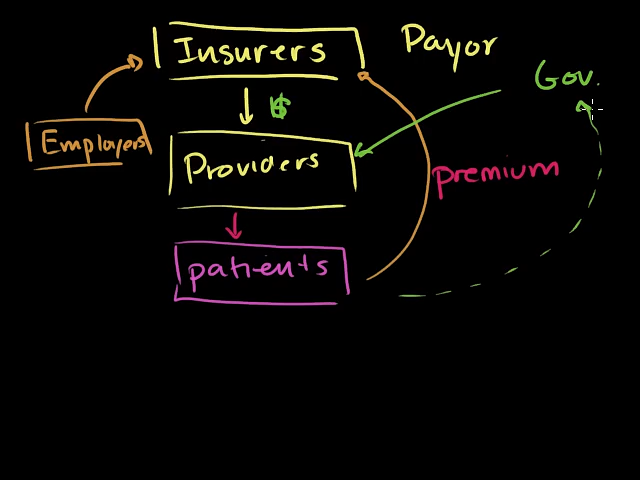 Insurers
Payor
Gov.
$
Employers
Providers
premium
patients